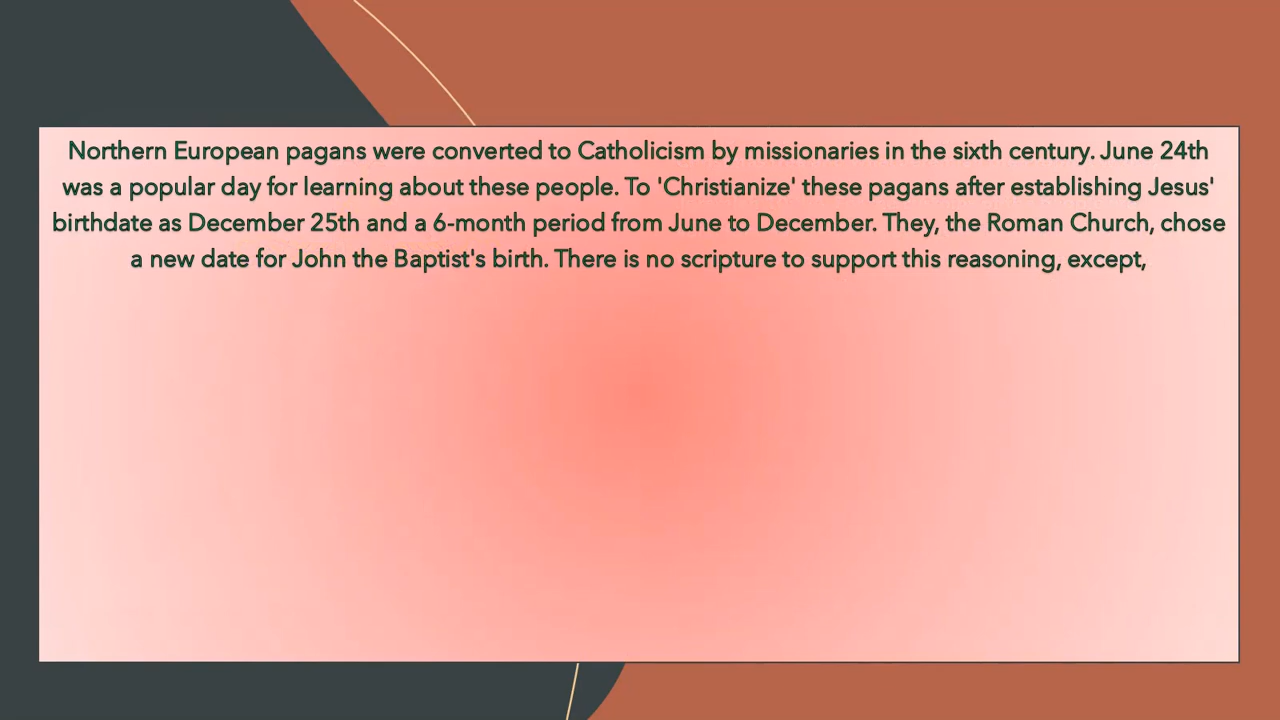 Northern European pagans were converted to Catholicism by missionaries in the sixth century. June 24th
was a popular day for learning about these people. To 'Christianize' these pagans after establishing Jesus'
birthdate as December 25th and a 6-month period from June to December. They, the Roman Church, chose
a new date for John the Baptist's birth. There is no scripture to support this reasoning, except,